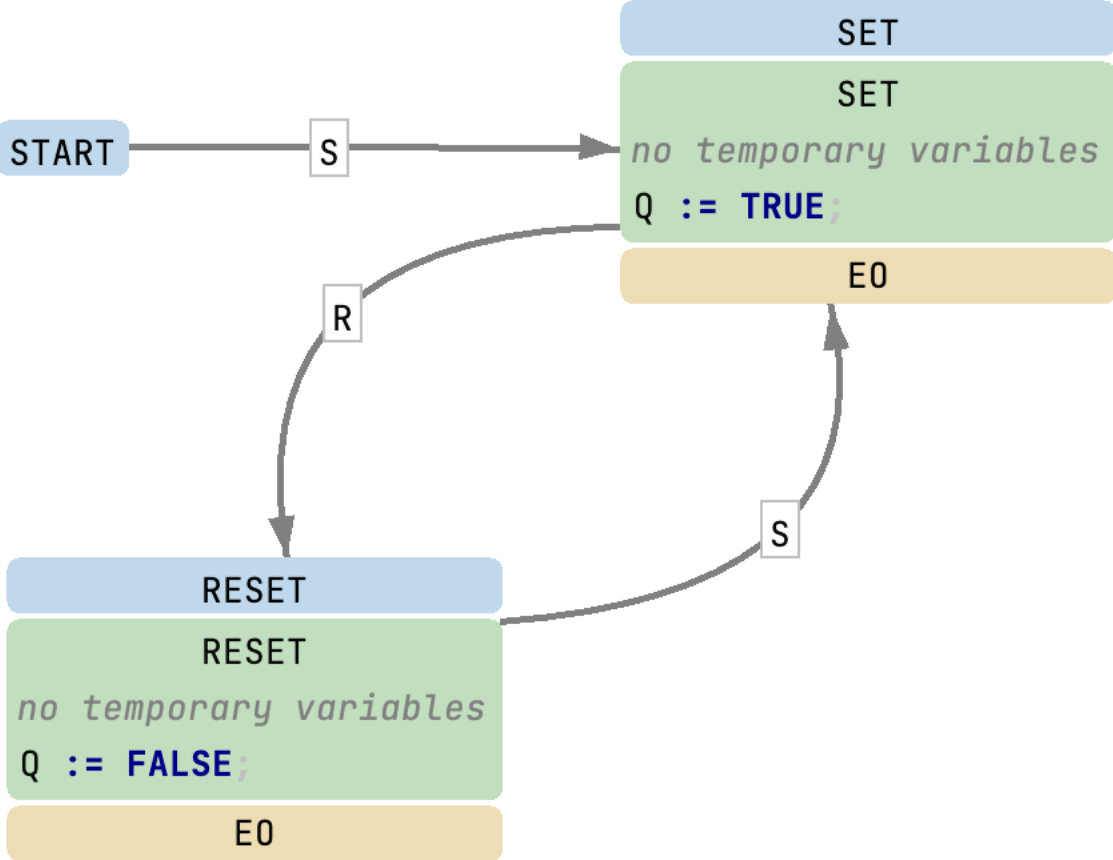 SET
SET
START
S
no temporary variables
Q := TRUE;
EO
R
S
RESET
RESET
no temporary variables
Q := FALSE;
EO